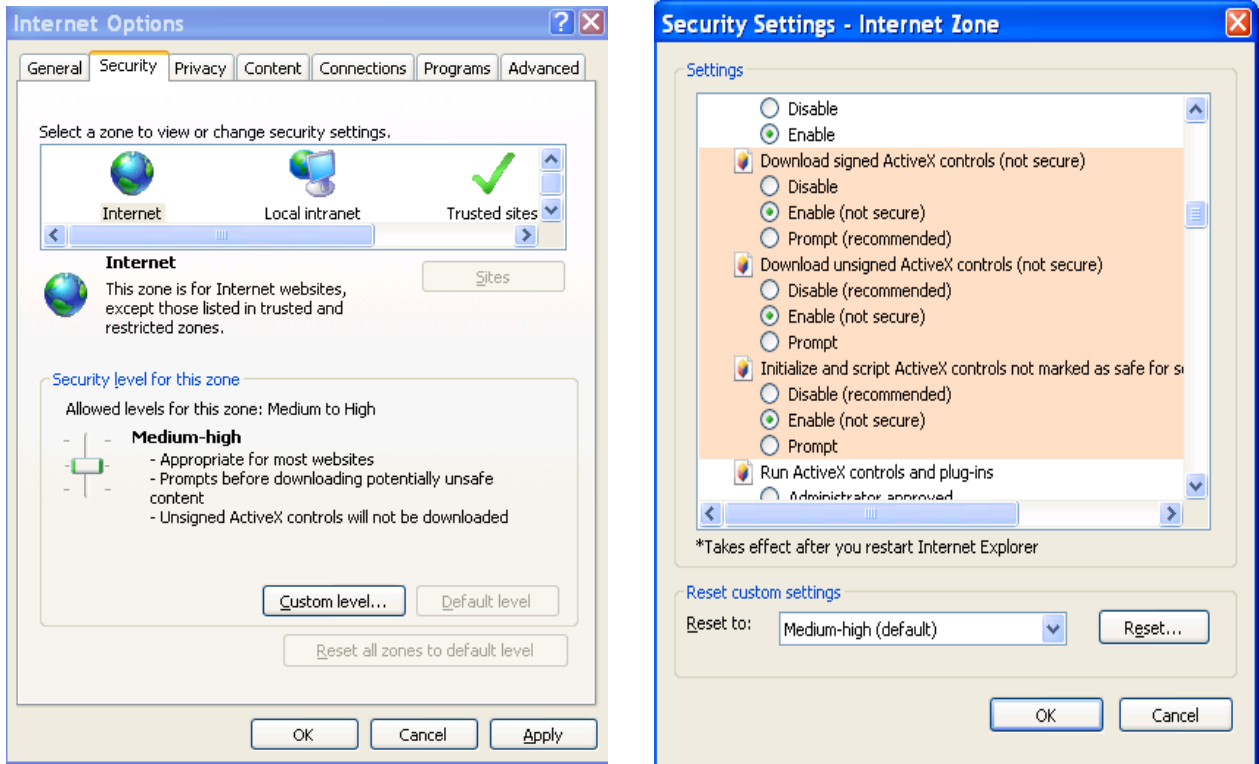 Internet Options
General Security Privacy Content Connections Programs Advanced
Select a zone to view or change security settings.
Internet Local intranet Trusted sites
Internet
Sites
This zone is for Internet websites,
except those listed in trusted and
restricted zones.
Security level for this zone
Allowed levels for this zone: Medium to High
Medium-high
- Appropriate for most websites
- Prompts before downloading potentially unsafe
content
- Unsigned ActiveX controls will not be downloaded
Custom level... Default level
Reset all zones to default level
OK Cancel Apply
Security Settings - Internet Zone
Settings
Disable
Enable
Download signed ActiveX controls (not secure)
Disable
Enable (not secure)
Prompt (recommended)
Download unsigned ActiveX controls (not secure)
Disable (recommended)
Enable (not secure)
Prompt
Initialize and script ActiveX controls not marked as safe for
Disable (recommended)
Enable (not secure)
Prompt
Run ActiveX controls and plug-ins
Administrator approved
*Takes effect after you restart Internet Explorer
Reset custom settings
Reset to: Medium-high (default) Reset...
OK Cancel